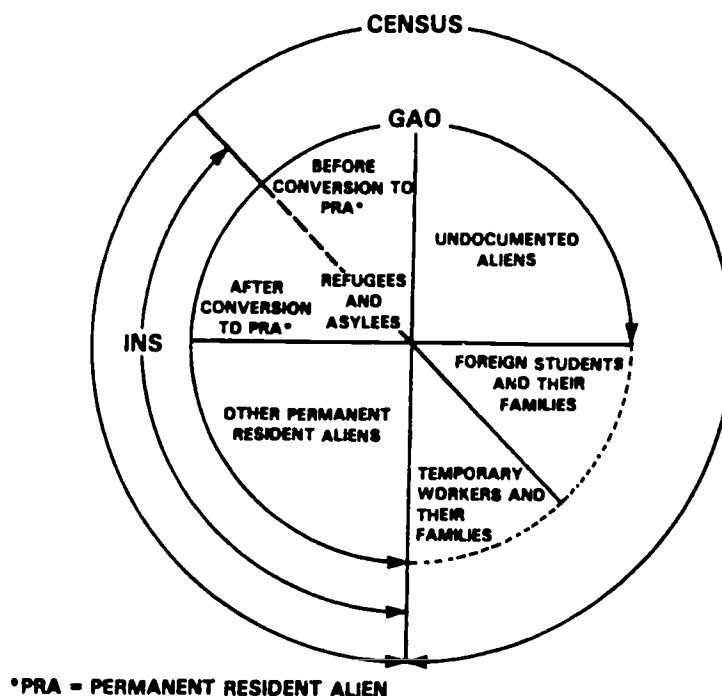 CENSUS
GAO
BEFORE
CONVERSION TO
PRA*
UNDOCUMENTED
ALIENS
AFTER
CONVERSION
TO PRA*
REFUGEES
AND
ASYLEES
INS
FOREIGN STUDENTS
AND THEIR
FAMILIES
OTHER PERMANENT
RESIDENT ALIENS
TEMPORARY
WORKERS AND
THEIR
FAMILIES
*PRA = PERMANENT RESIDENT ALIEN